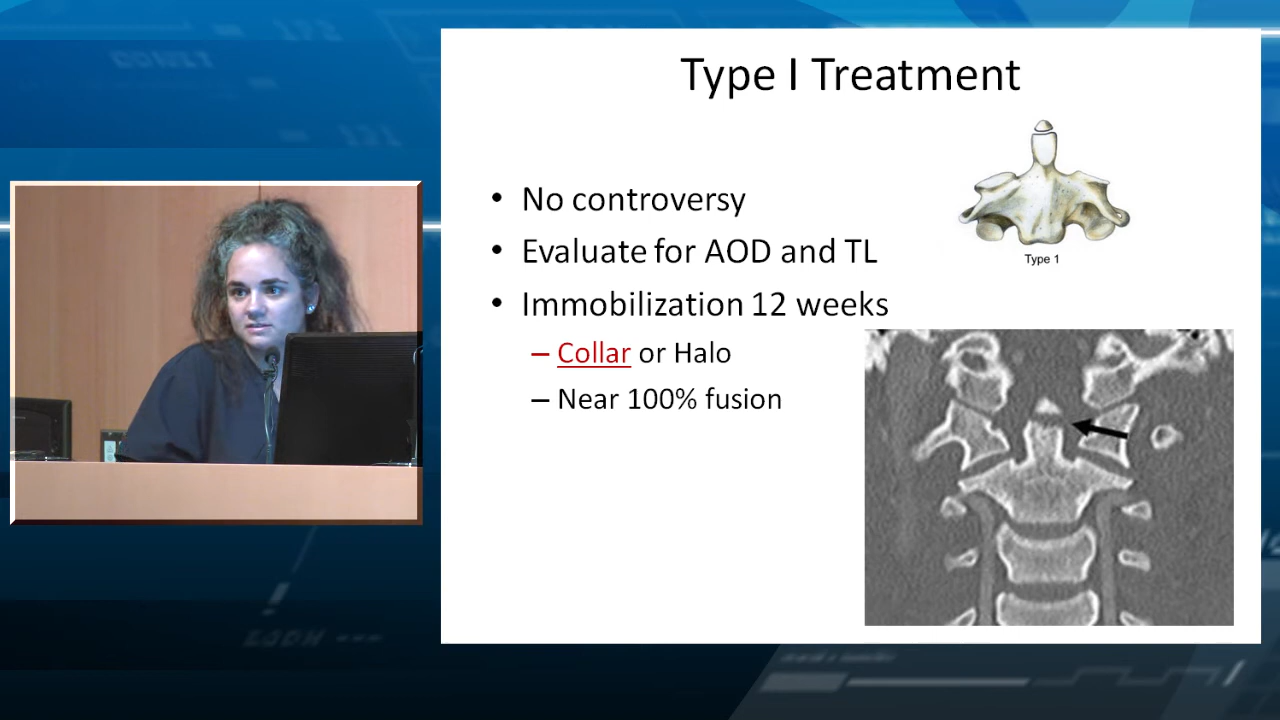 Type I Treatment
• No controversy
• Evaluate for AOD and TL
• Immobilization 12 weeks
– Collar or Halo
– Near 100% fusion
Type 1